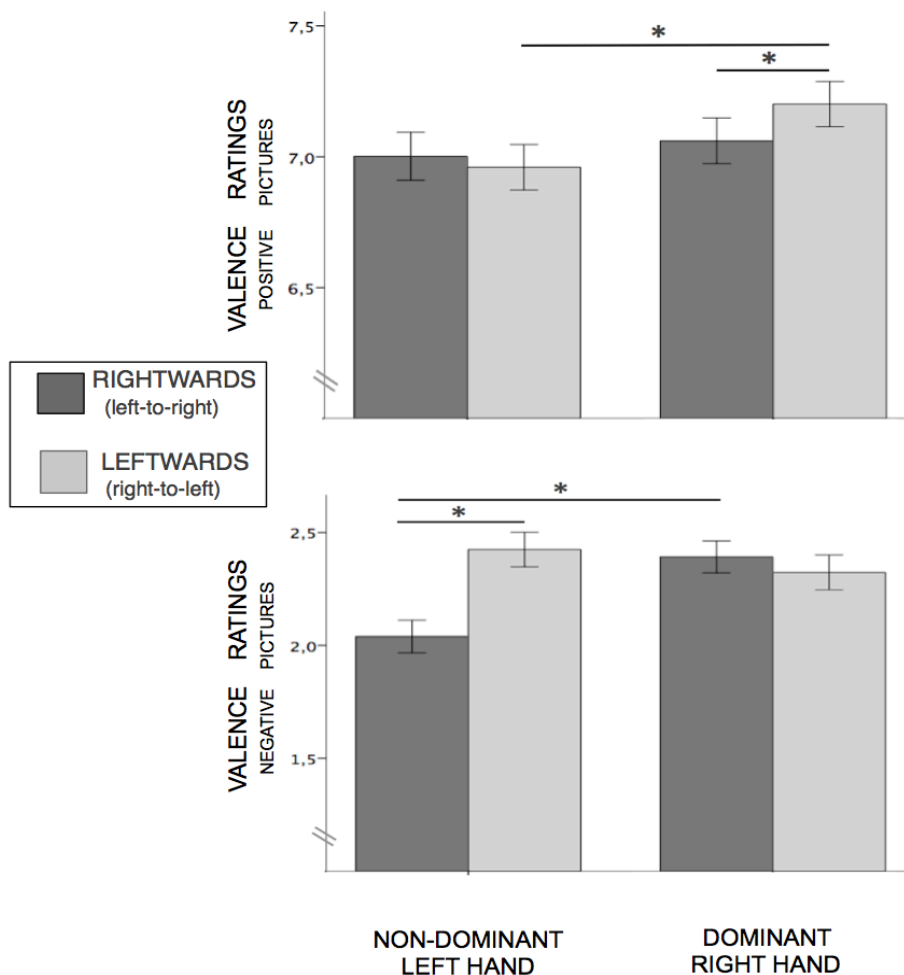 7,5
*
*
7,0
6,5
VALENCE RATINGS
POSITIVE PICTURES
RIGHTWARDS
(left-to-right)
LEFTWARDS
(right-to-left)
*
*
2,5
2,0
1,5
VALENCE RATINGS
NEGATIVE PICTURES
NON-DOMINANT
LEFT HAND
DOMINANT
RIGHT HAND